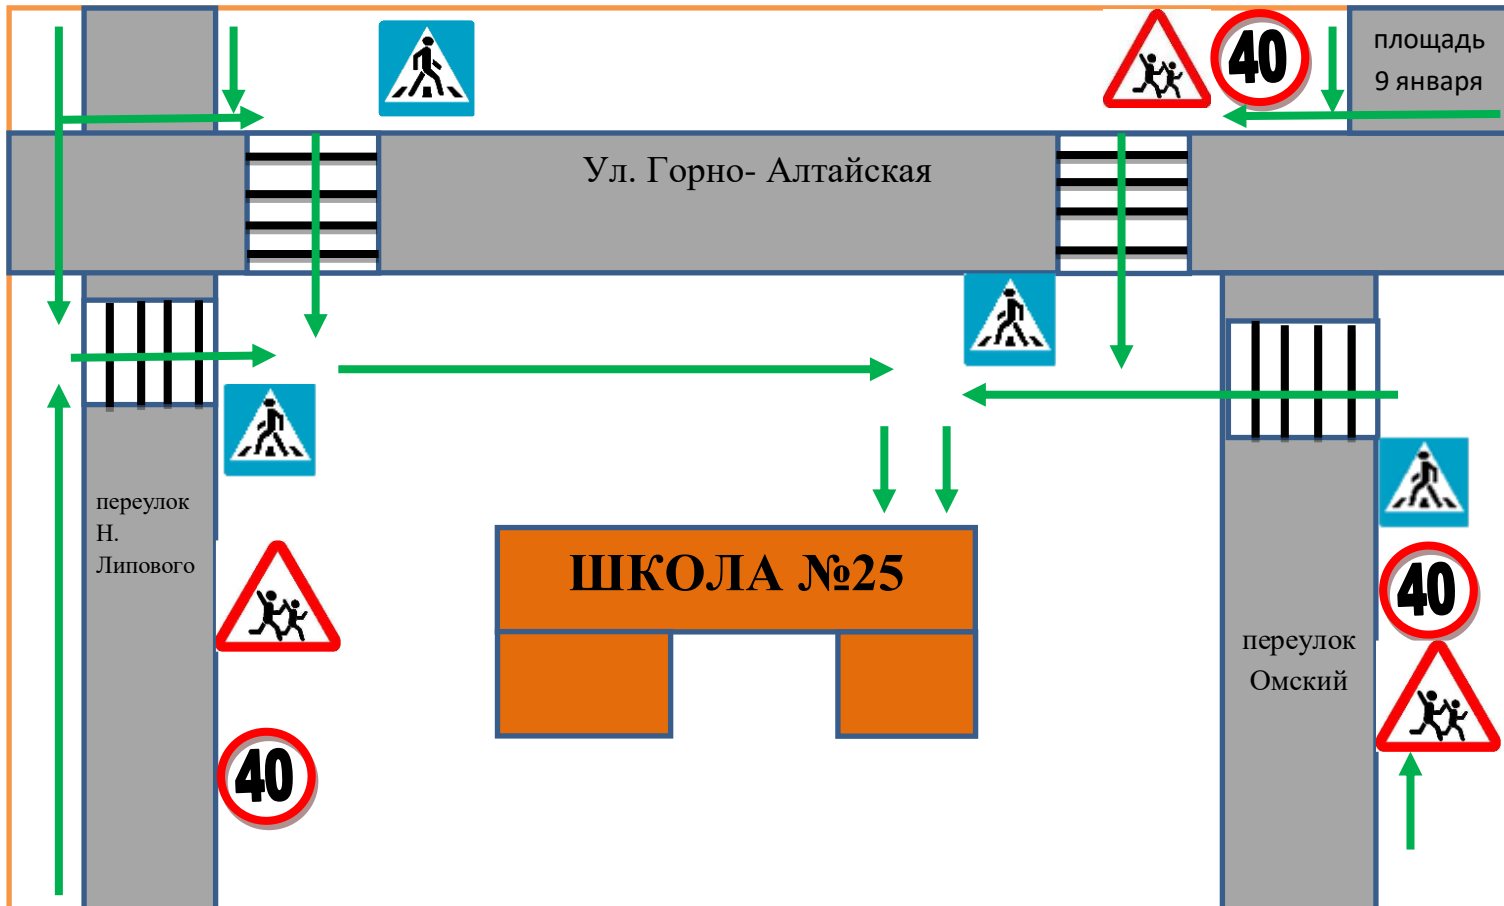 40
площадь
9 января
Ул. Горно- Алтайская
переулок
Н.
Липового
ШКОЛА №25
40
переулок
Омский
40